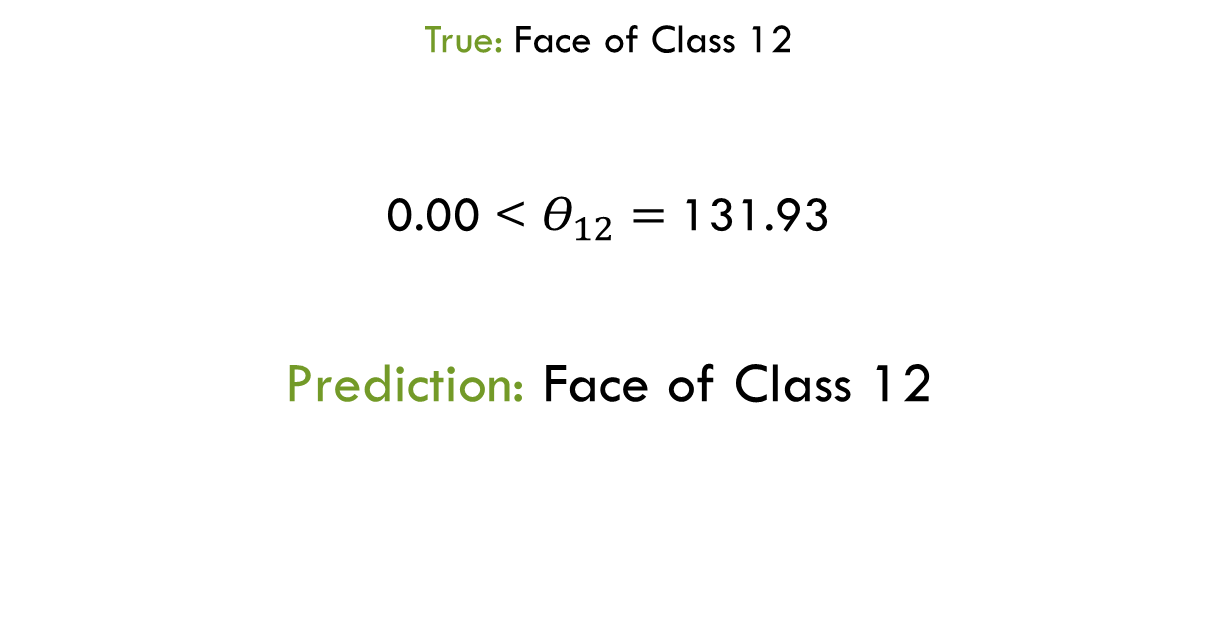 True: Face of Class 12
0.00 < θ₁₂ = 131.93
Prediction: Face of Class 12